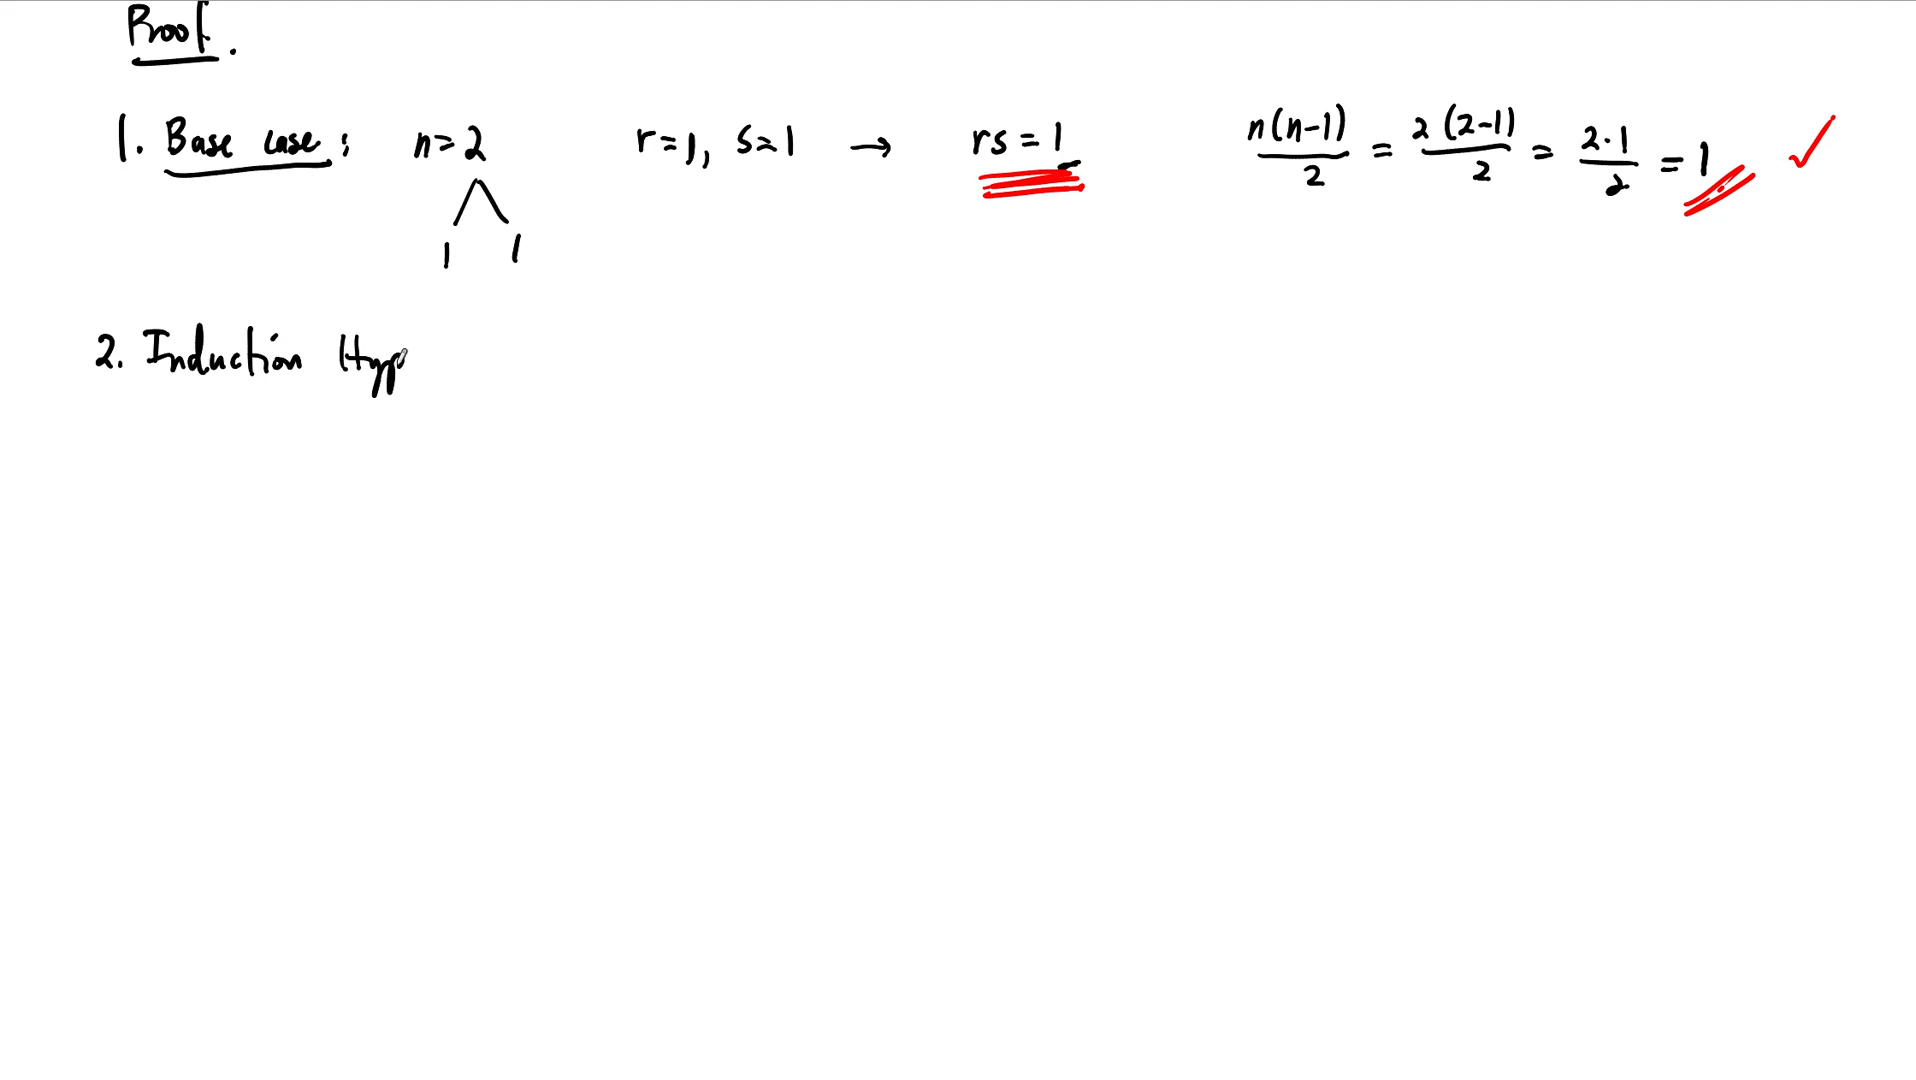 Proof.
1. Base case: n=2 r=1, s=1 → rs = 1 n(n-1)/2 = 2(2-1)/2 = 2·1/2 = 1 ✓
1 1
2. Induction Hyp